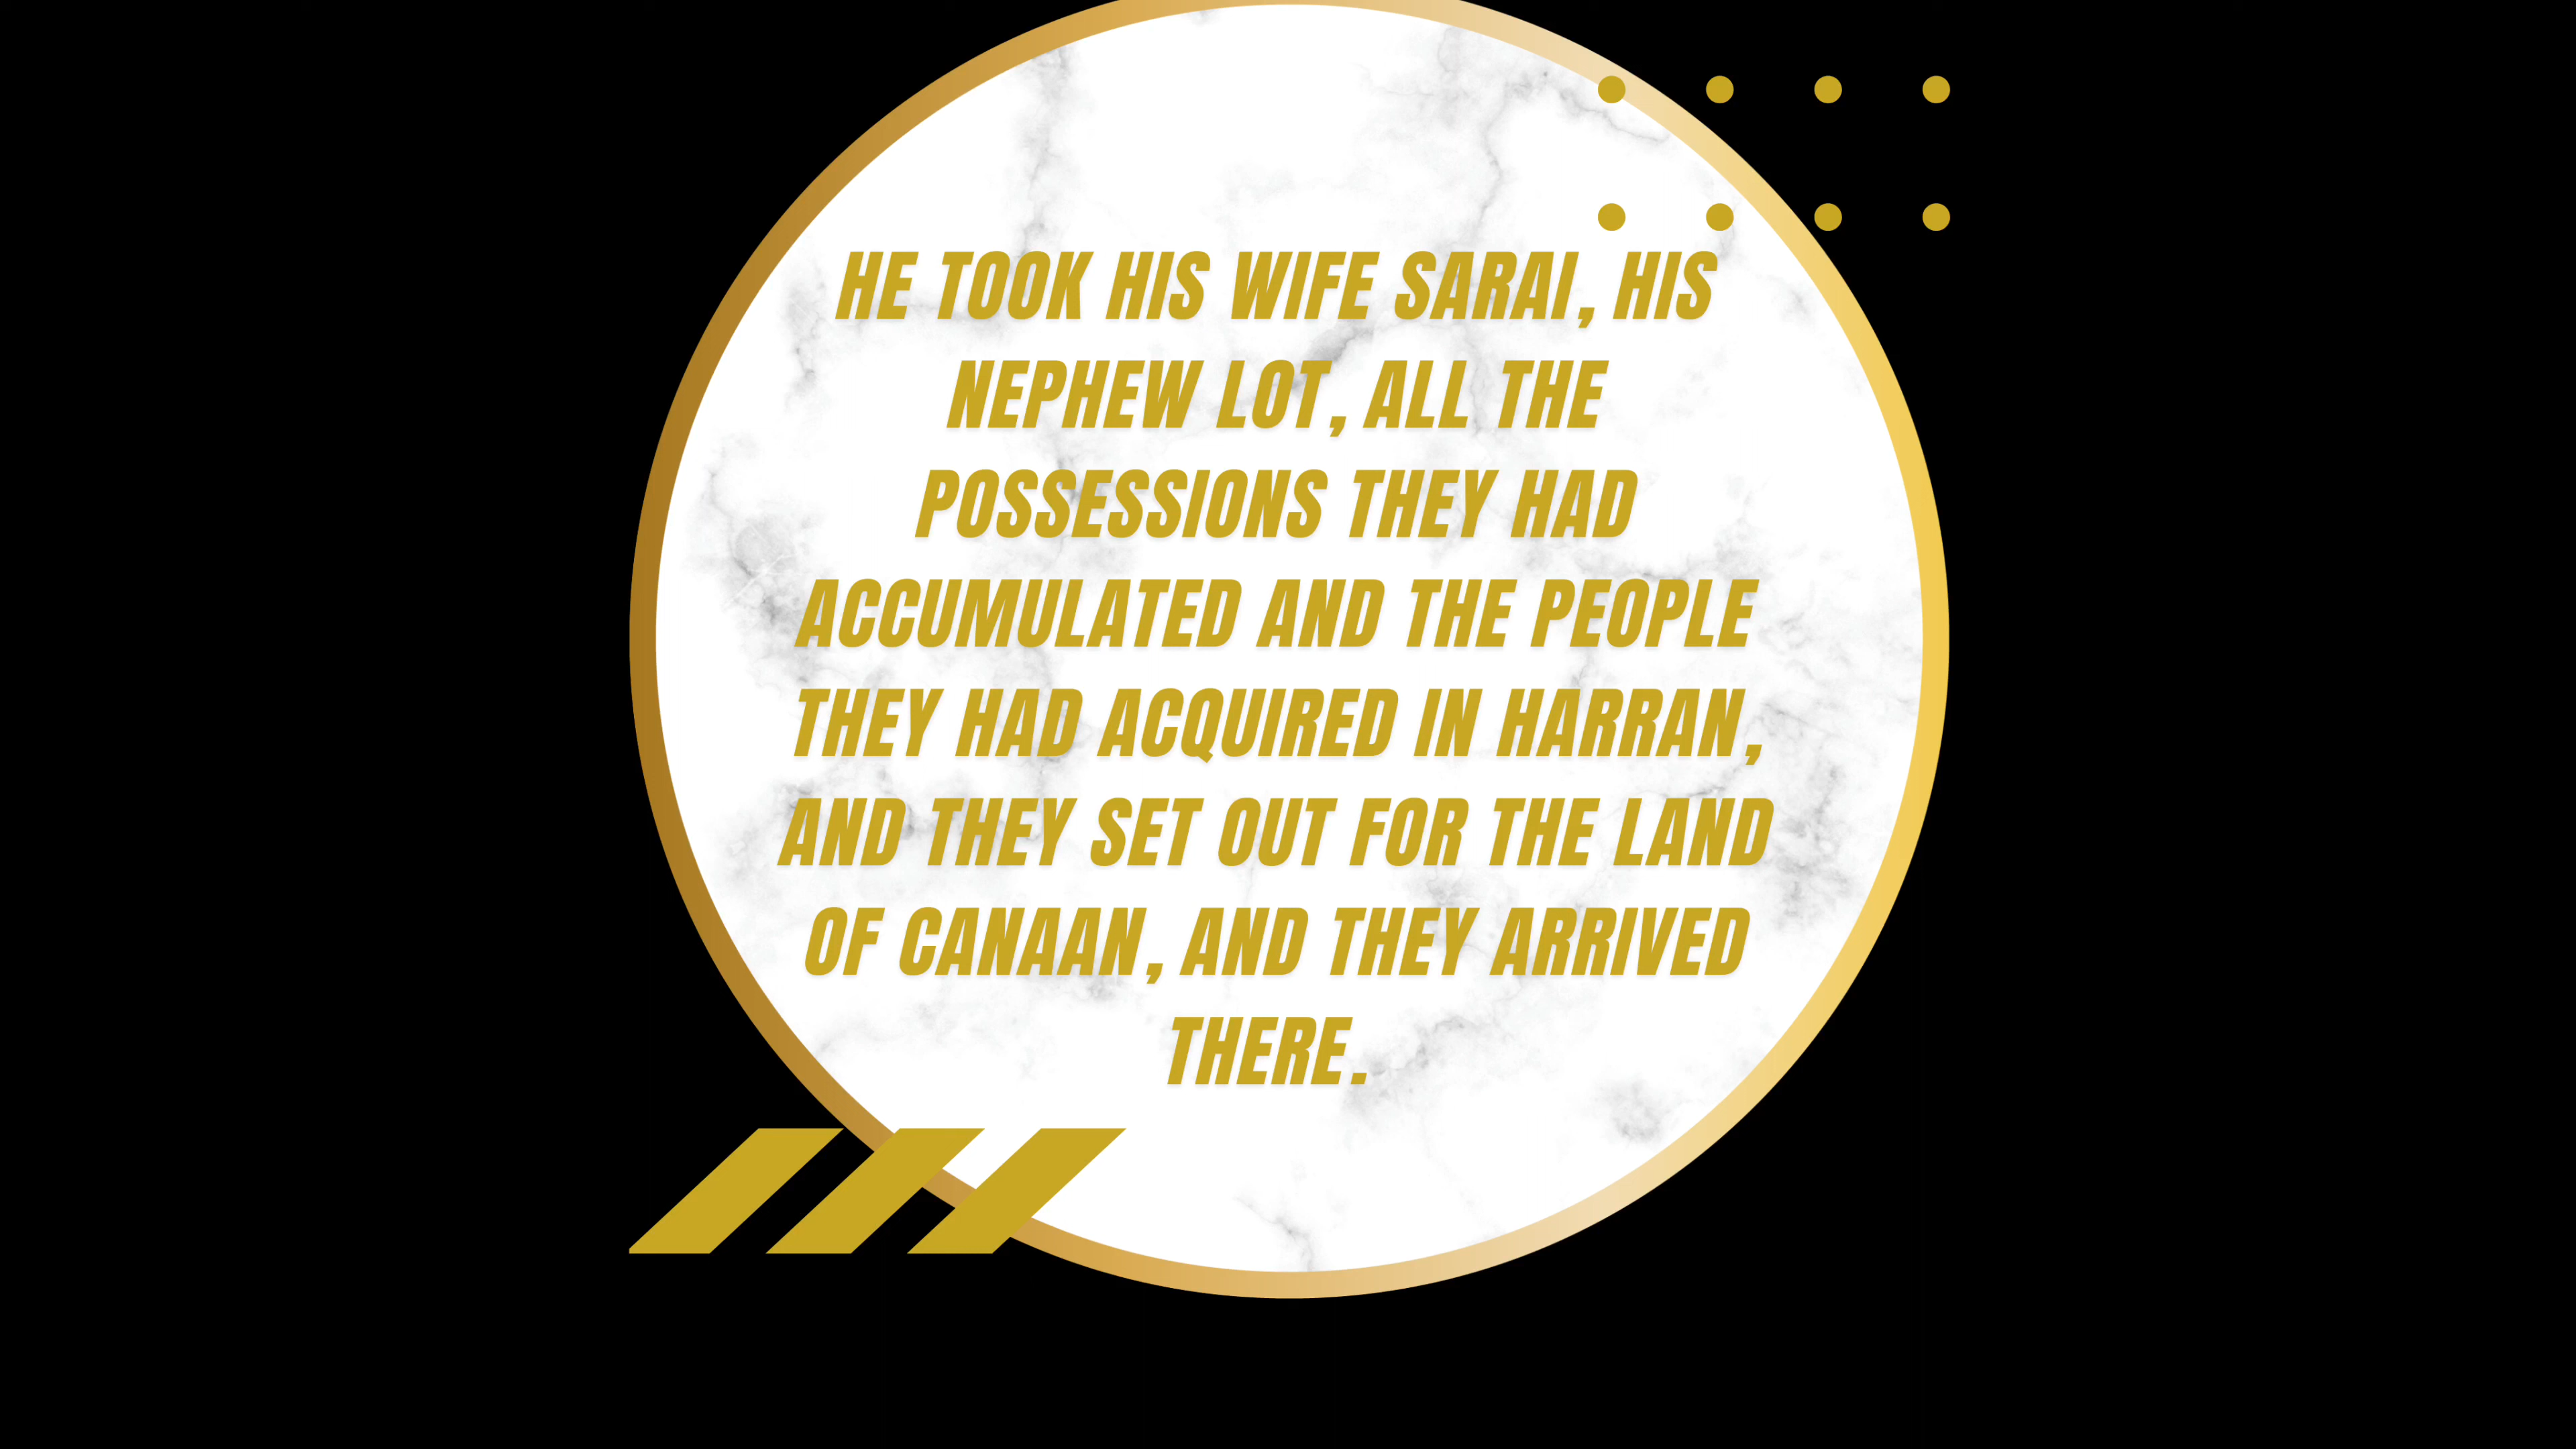 HE TOOK HIS WIFE SARAI, HIS
NEPHEW LOT, ALL THE
POSSESSIONS THEY HAD
ACCUMULATED AND THE PEOPLE
THEY HAD ACQUIRED IN HARRAN,
AND THEY SET OUT FOR THE LAND
OF CANAAN, AND THEY ARRIVED
THERE.